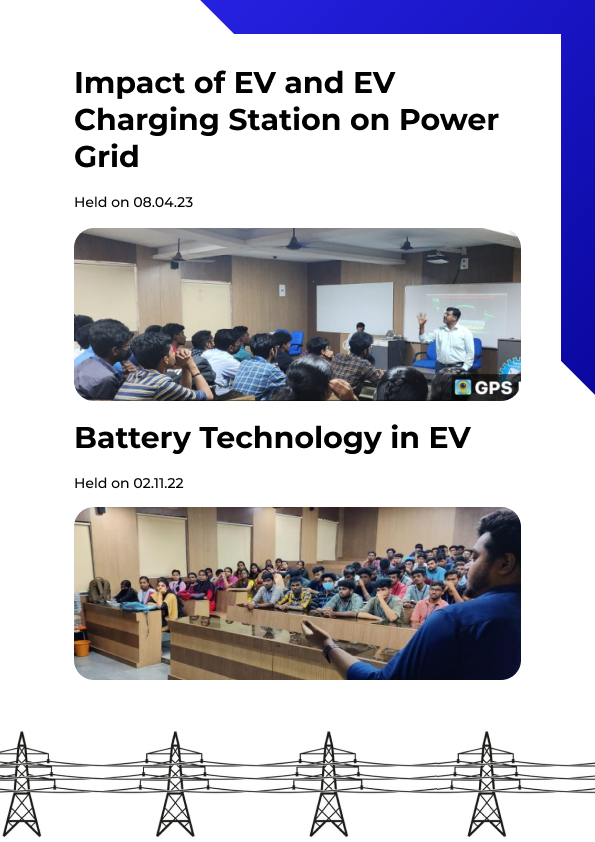 Impact of EV and EV
Charging Station on Power
Grid
Held on 08.04.23
GPS
Battery Technology in EV
Held on 02.11.22